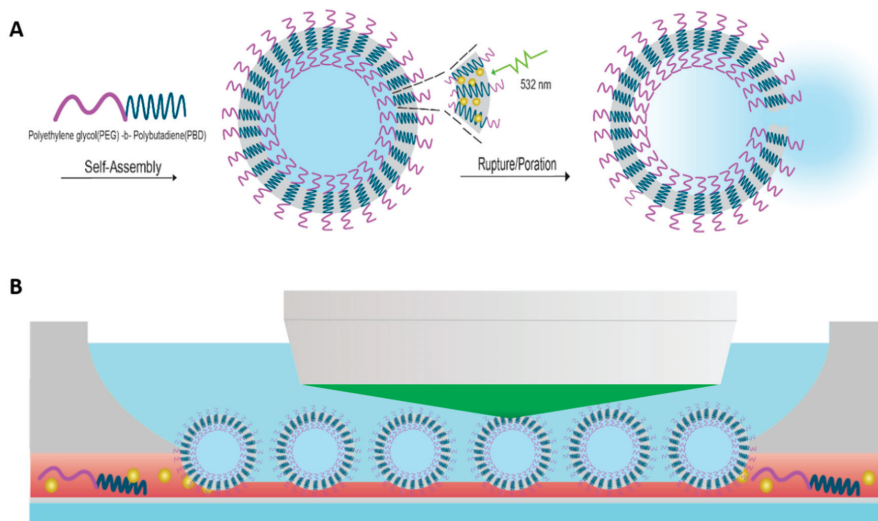 A
532 nm
Polyethylene glycol(PEG) -b- Polybutadiene(PBD)
Self-Assembly
Rupture/Poration
B